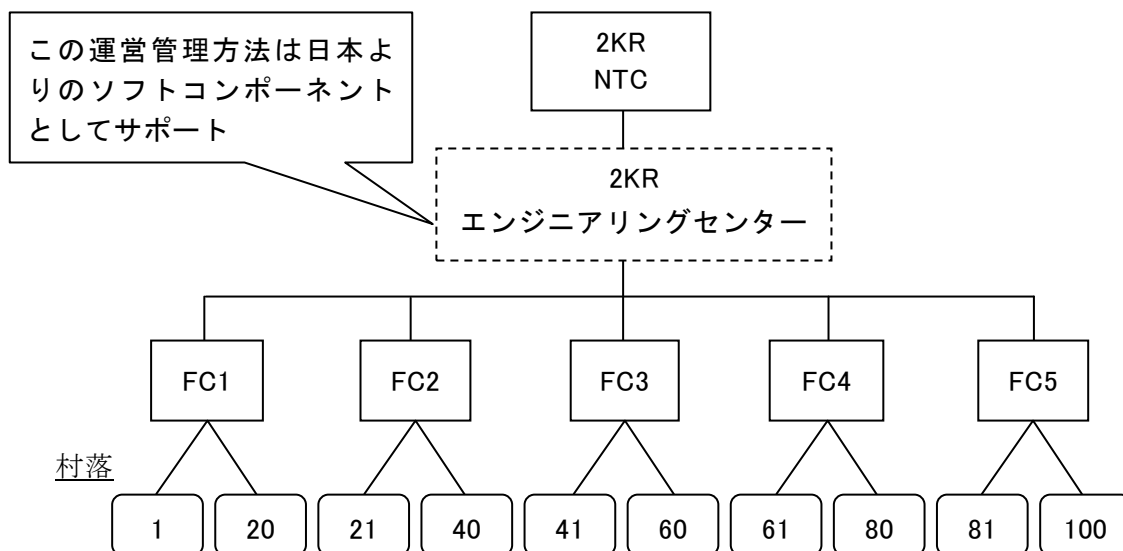 この運営管理方法は日本よ
りのソフトコンポーネント
としてサポート
2KR
NTC
2KR
エンジニアリングセンター
FC1
FC2
FC3
FC4
FC5
村落
1
20
21
40
41
60
61
80
81
100